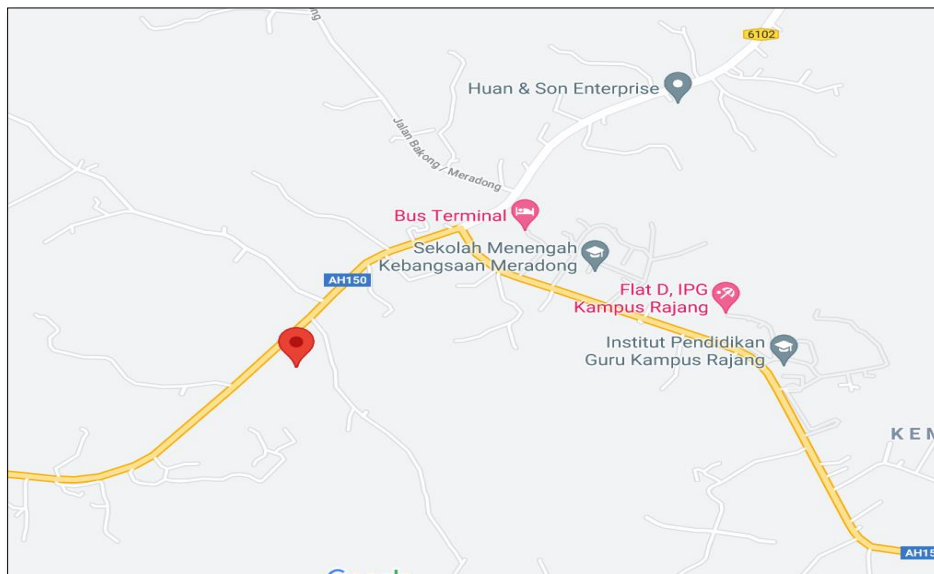 6102
Huan & Son Enterprise
Jalan Bakong / Meradong
Bus Terminal
Sekolah Menengah
Kebangsaan Meradong
AH150
Flat D, IPG
Kampus Rajang
Institut Pendidikan
Guru Kampus Rajang
KEM
AH15